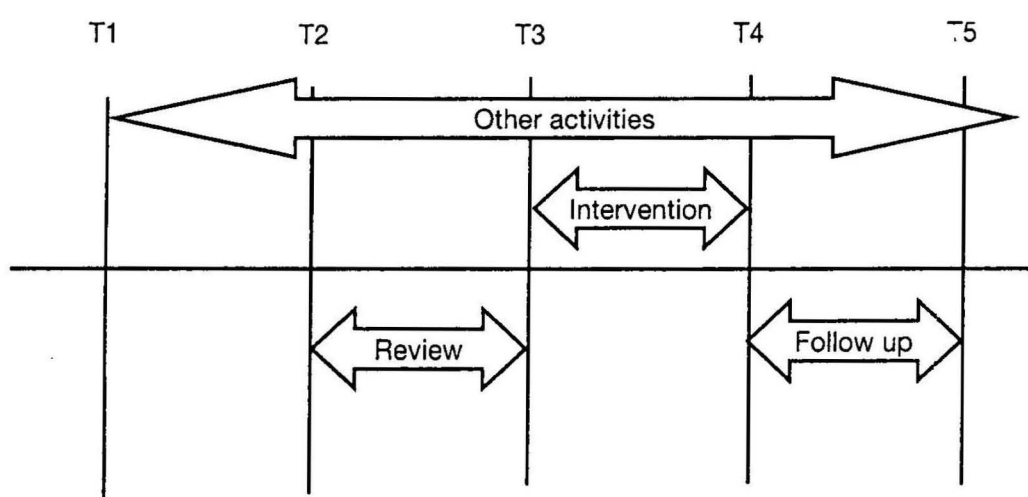 T1 T2 T3 T4 T5
Other activities
Intervention
Review
Follow up